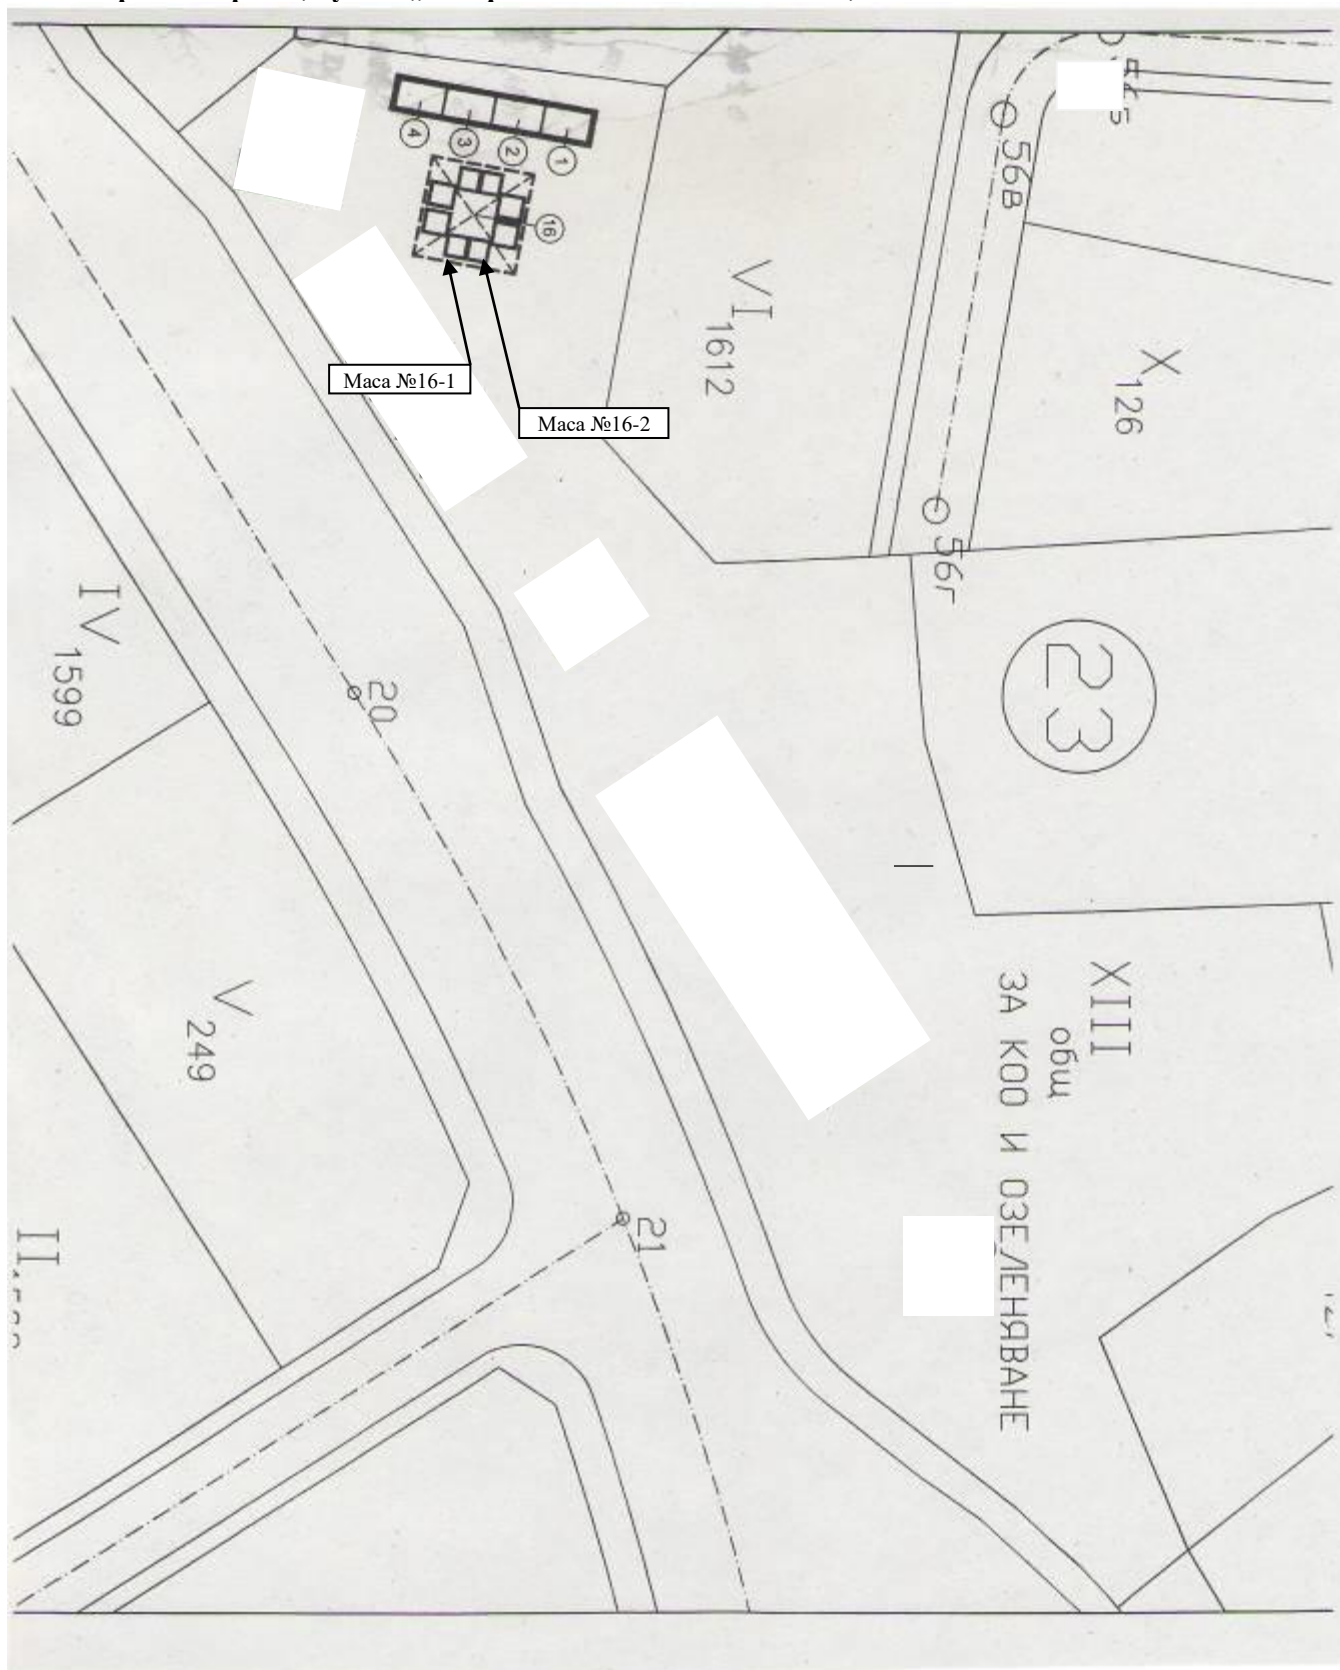 4
3
2
1
16
Маса №16-1
Маса №16-2
VI
1612
56в
56г
X
126
23
IV
1599
20
V
249
XIII
общ
ЗА КОО И ОЗЕЛЕНЯВАНЕ
21
II